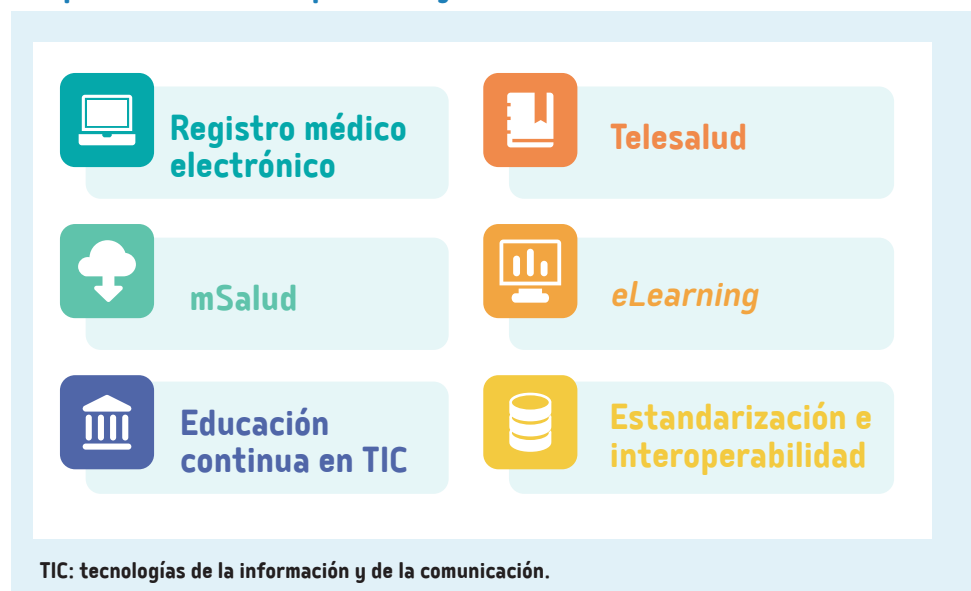 Registro médico
electrónico
Telesalud
mSalud
eLearning
Educación
continua en TIC
Estandarización e
interoperabilidad
TIC: tecnologías de la información y de la comunicación.